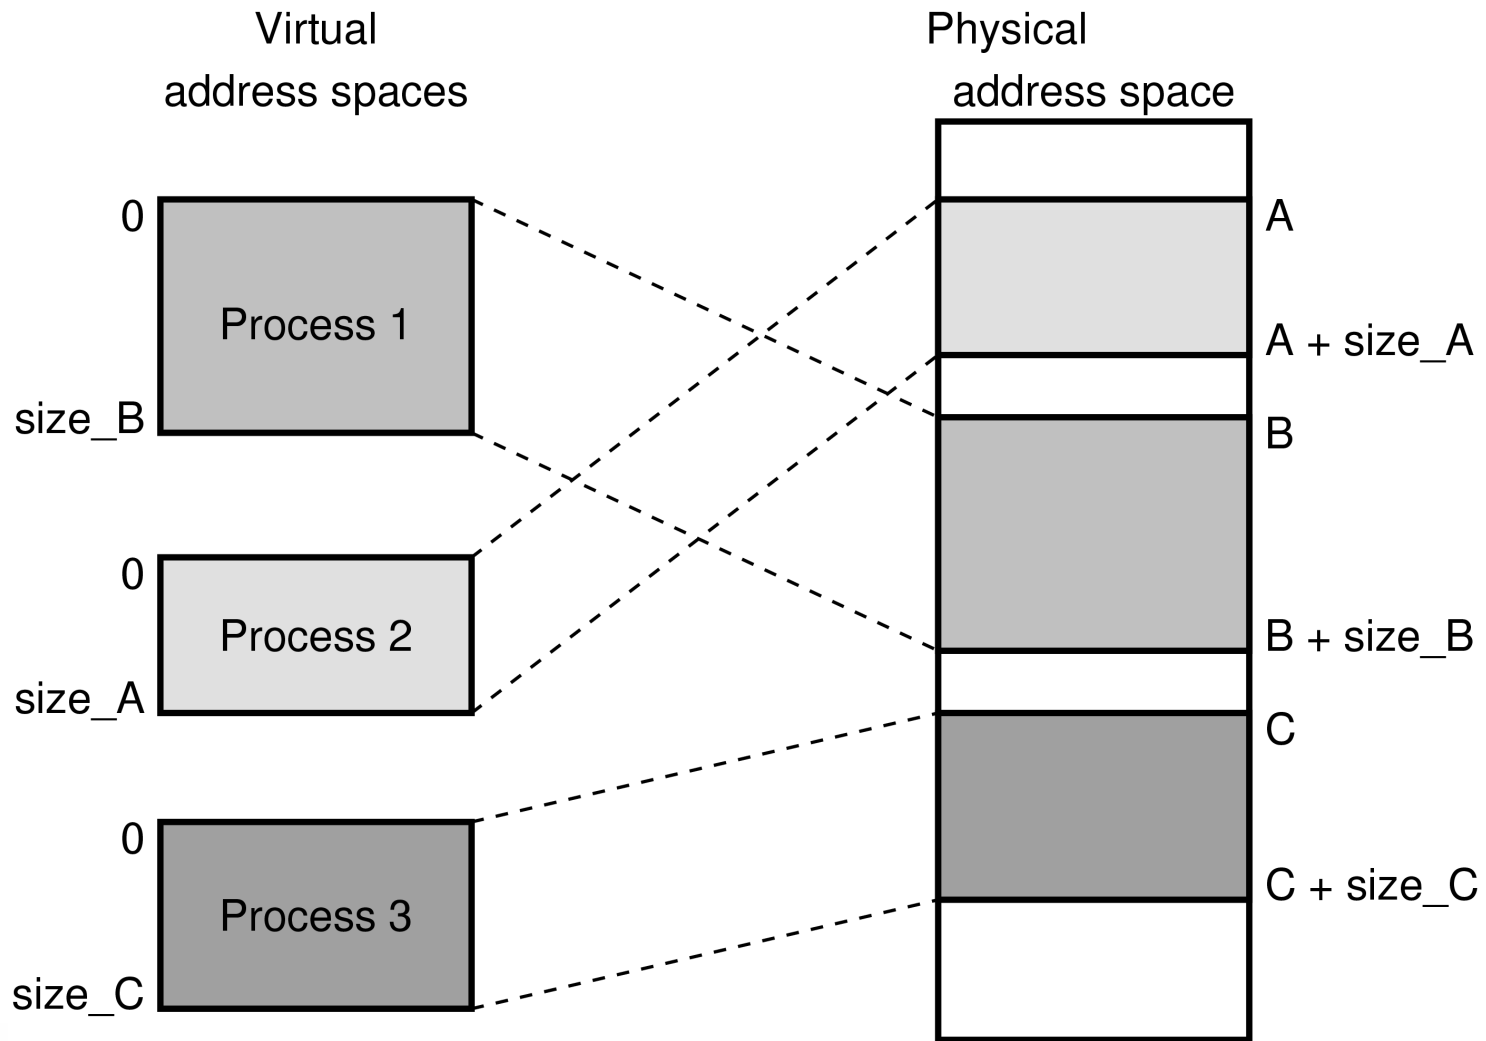 Virtual
address spaces
Physical
address space
0
Process 1
size_B
0
Process 2
size_A
0
Process 3
size_C
A
A + size_A
B
B + size_B
C
C + size_C